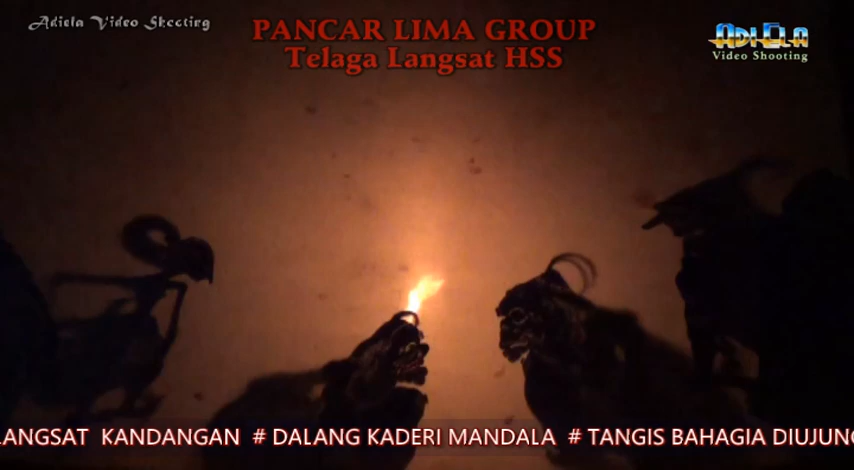 Adiela Video Shooting
PANCAR LIMA GROUP
Telaga Langsat HSS
ADIELA
Video Shooting
LANGSAT KANDANGAN # DALANG KADERI MANDALA # TANGIS BAHAGIA DIUJUNG